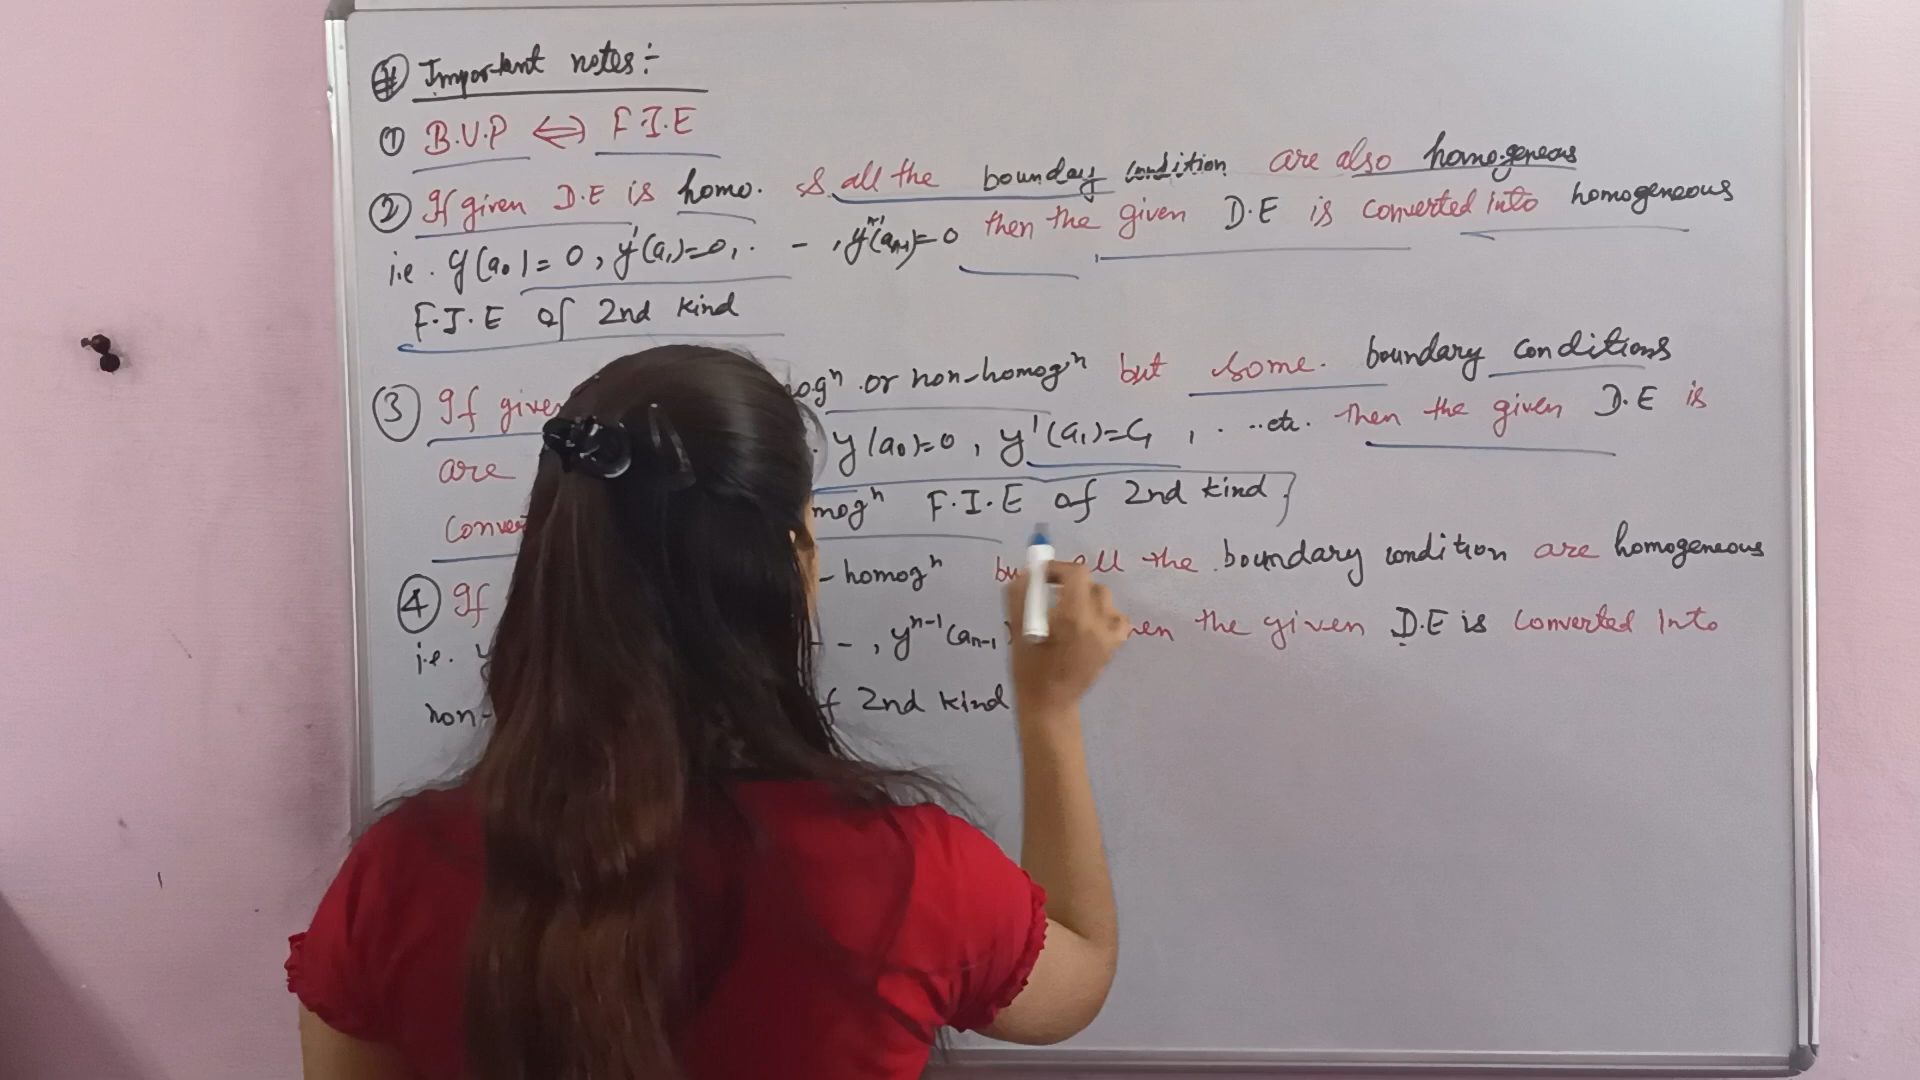 # Important notes:-
① B.V.P ⇔ F.I.E
② If given D.E is homo. & all the boundary condition are also homogeneous
i.e. y(a₀)=0, y'(a₁)=0, . - , yⁿ⁻¹(aₙ₋₁)=0 then the given D.E is converted into homogeneous
F.I.E of 2nd kind
③ If given or non-homogⁿ but some. boundary conditions
are y(a₀)=0, y'(a₁)=C₁, . ..etc. then the given D.E is
F.I.E of 2nd kind}
④ If -homogⁿ all the boundary condition are homogeneous
i.e. y - , yⁿ⁻¹(aₙ₋₁) the given D.E is converted Into
non- 2nd kind